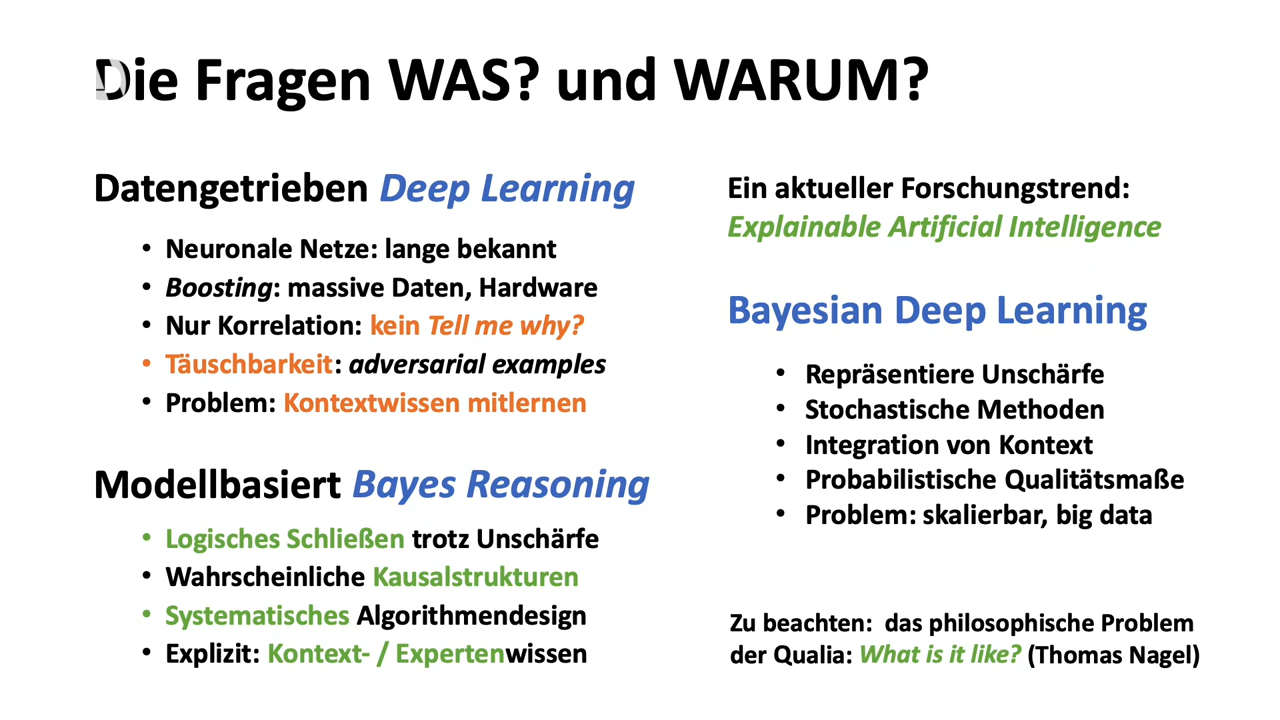 Die Fragen WAS? und WARUM?
Datengetrieben Deep Learning
• Neuronale Netze: lange bekannt
• Boosting: massive Daten, Hardware
• Nur Korrelation: kein Tell me why?
• Täuschbarkeit: adversarial examples
• Problem: Kontextwissen mitlernen
Modellbasiert Bayes Reasoning
• Logisches Schließen trotz Unschärfe
• Wahrscheinliche Kausalstrukturen
• Systematisches Algorithmendesign
• Explizit: Kontext- / Expertenwissen
Ein aktueller Forschungstrend:
Explainable Artificial Intelligence
Bayesian Deep Learning
• Repräsentiere Unschärfe
• Stochastische Methoden
• Integration von Kontext
• Probabilistische Qualitätsmaße
• Problem: skalierbar, big data
Zu beachten: das philosophische Problem
der Qualia: What is it like? (Thomas Nagel)